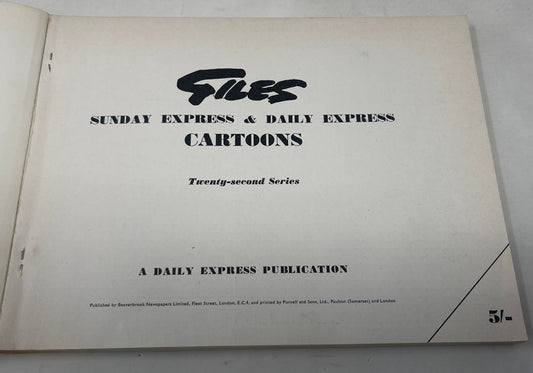 GILES
SUNDAY EXPRESS & DAILY EXPRESS
CARTOONS
Twenty-second Series
A DAILY EXPRESS PUBLICATION
Published by Beaverbrook Newspapers Limited, Fleet Street, London, E.C.4, and printed by Purnell and Sons, Ltd., Paulton (Somerset) and London
5/-